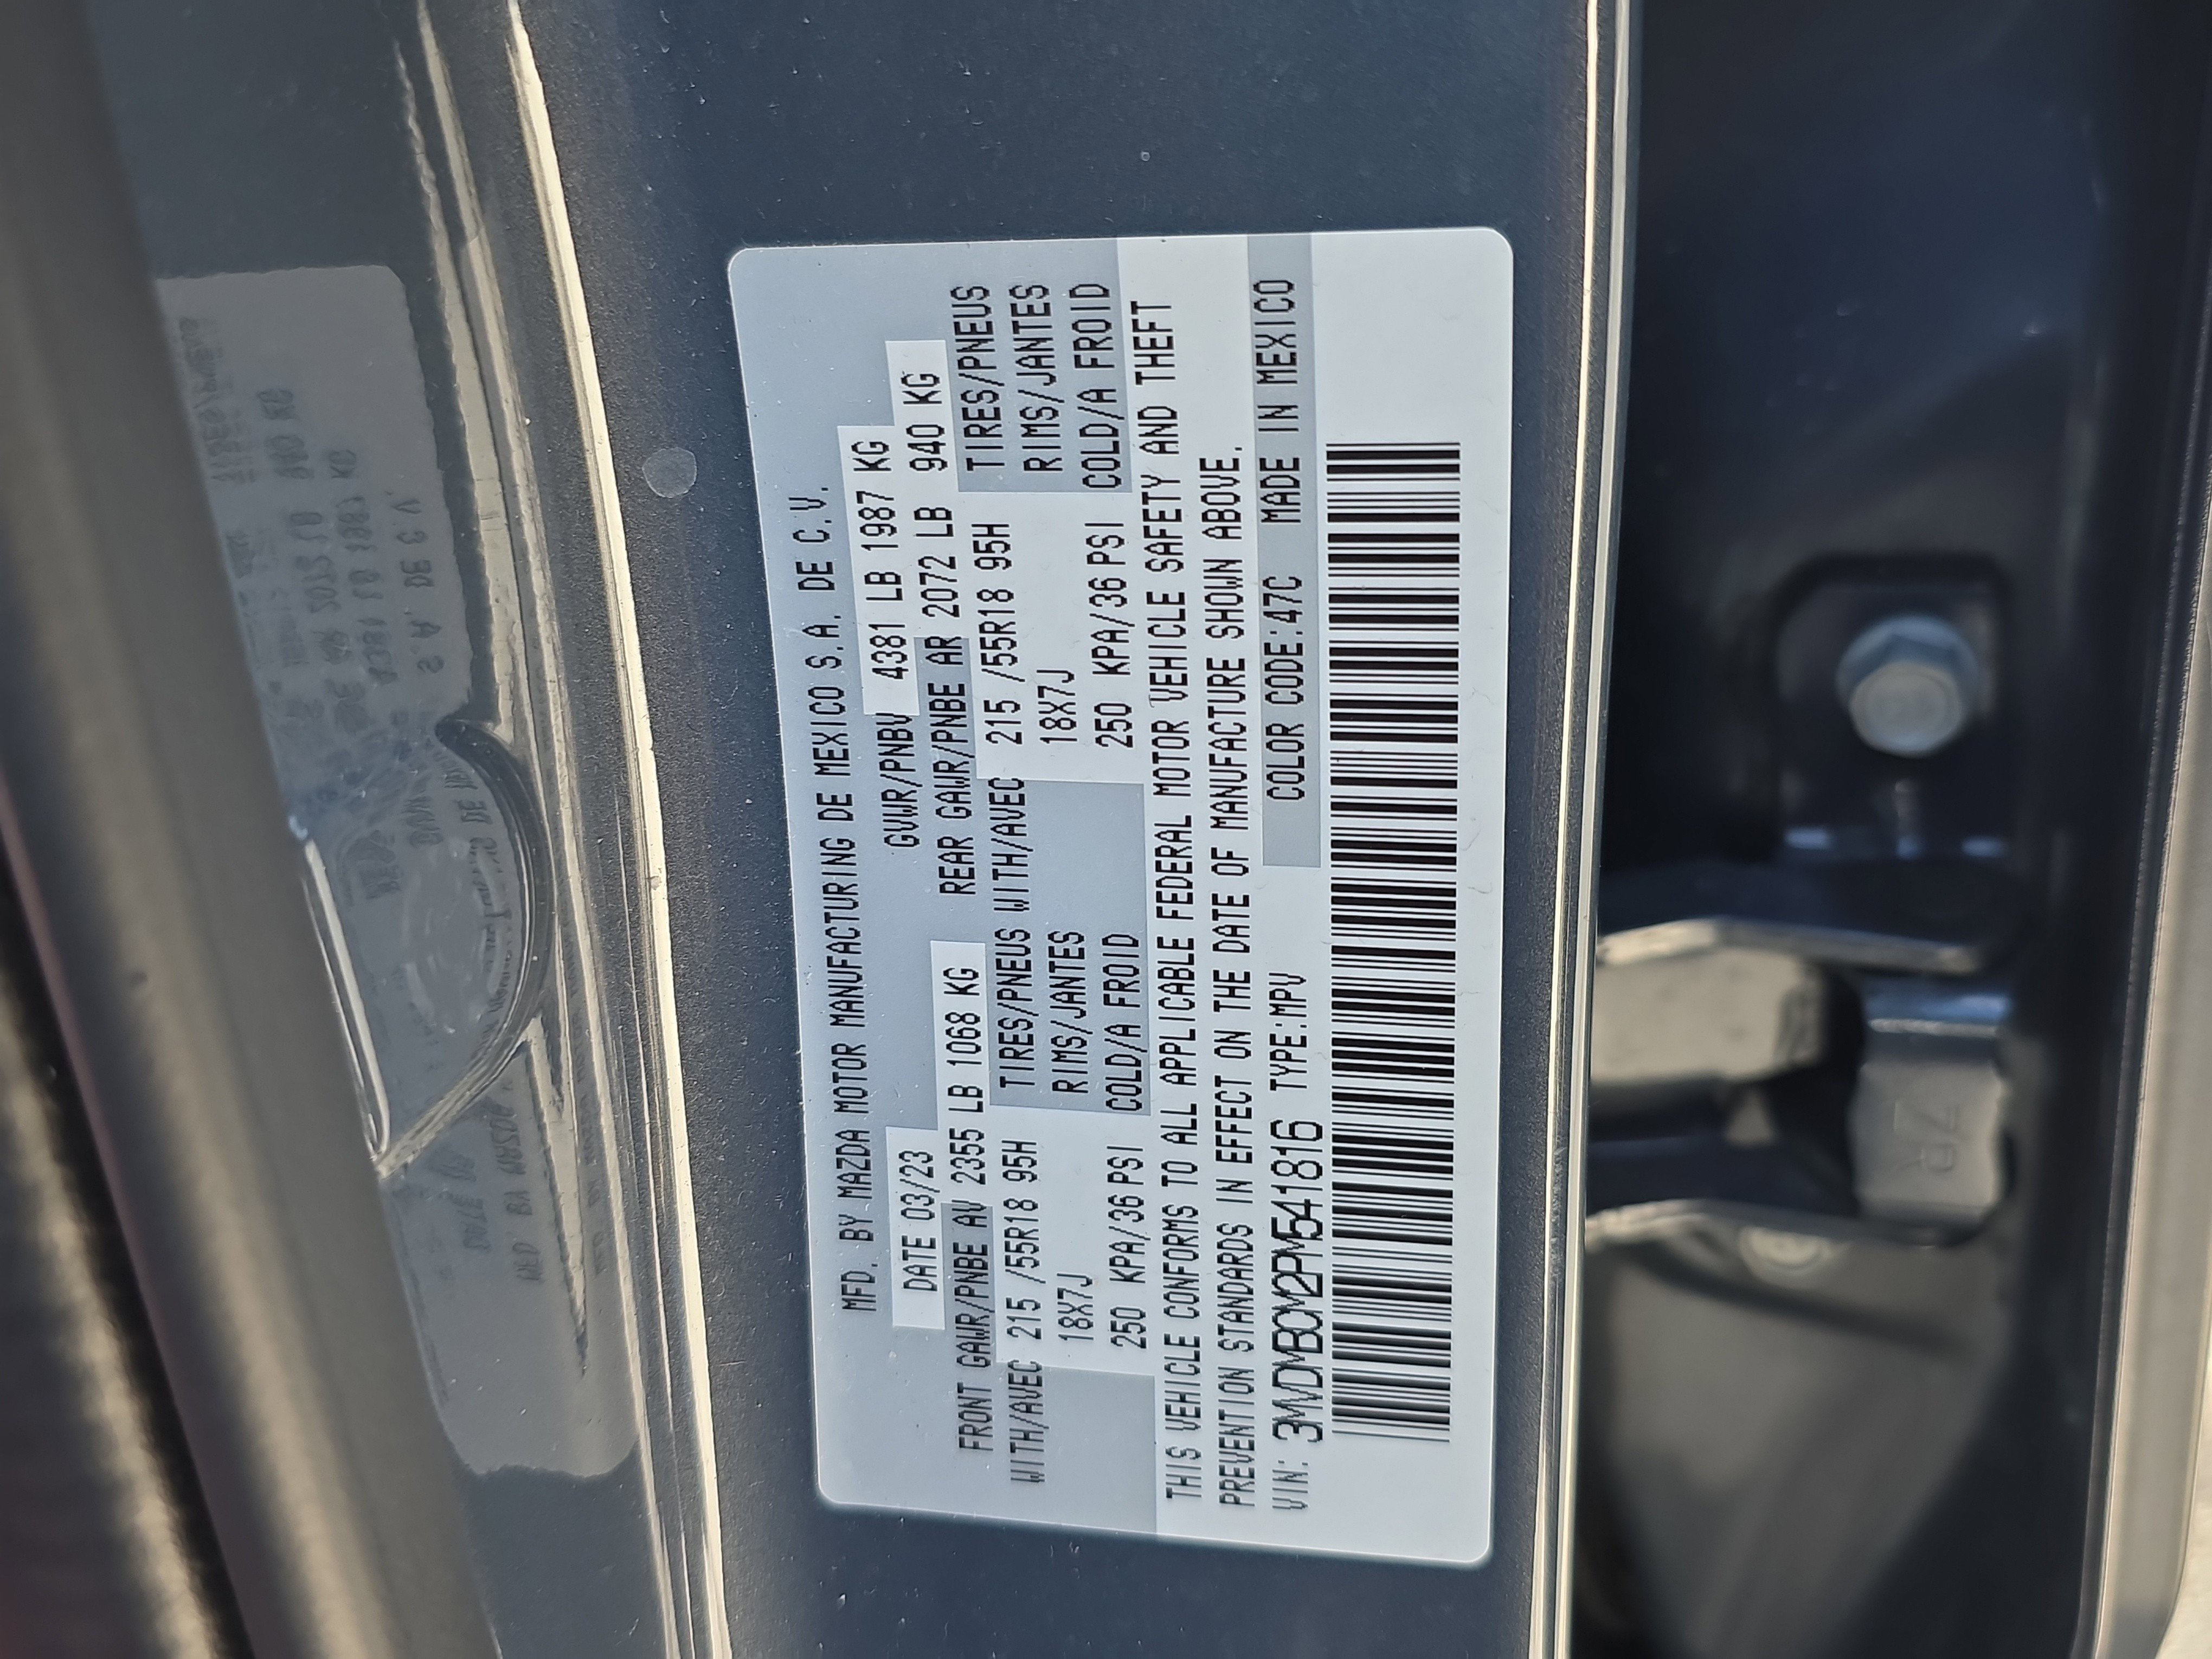 MFD. BY MAZDA MOTOR MANUFACTURING DE MEXICO S.A. DE C.V.
DATE 03/23 GVWR/PNBV 4381 LB 1987 KG
FRONT GAWR/PNBE AV 2355 LB 1068 KG REAR GAWR/PNBE AR 2072 LB 940 KG
WITH/AVEC 215 /55R18 95H TIRES/PNEUS WITH/AVEC 215 /55R18 95H TIRES/PNEUS
18X7J RIMS/JANTES 18X7J RIMS/JANTES
250 KPA/36 PSI COLD/A FROID 250 KPA/36 PSI COLD/A FROID
THIS VEHICLE CONFORMS TO ALL APPLICABLE FEDERAL MOTOR VEHICLE SAFETY AND THEFT
PREVENTION STANDARDS IN EFFECT ON THE DATE OF MANUFACTURE SHOWN ABOVE.
VIN: 3MVDMBCM2PM541816 TYPE:MPV COLOR CODE:47C MADE IN MEXICO